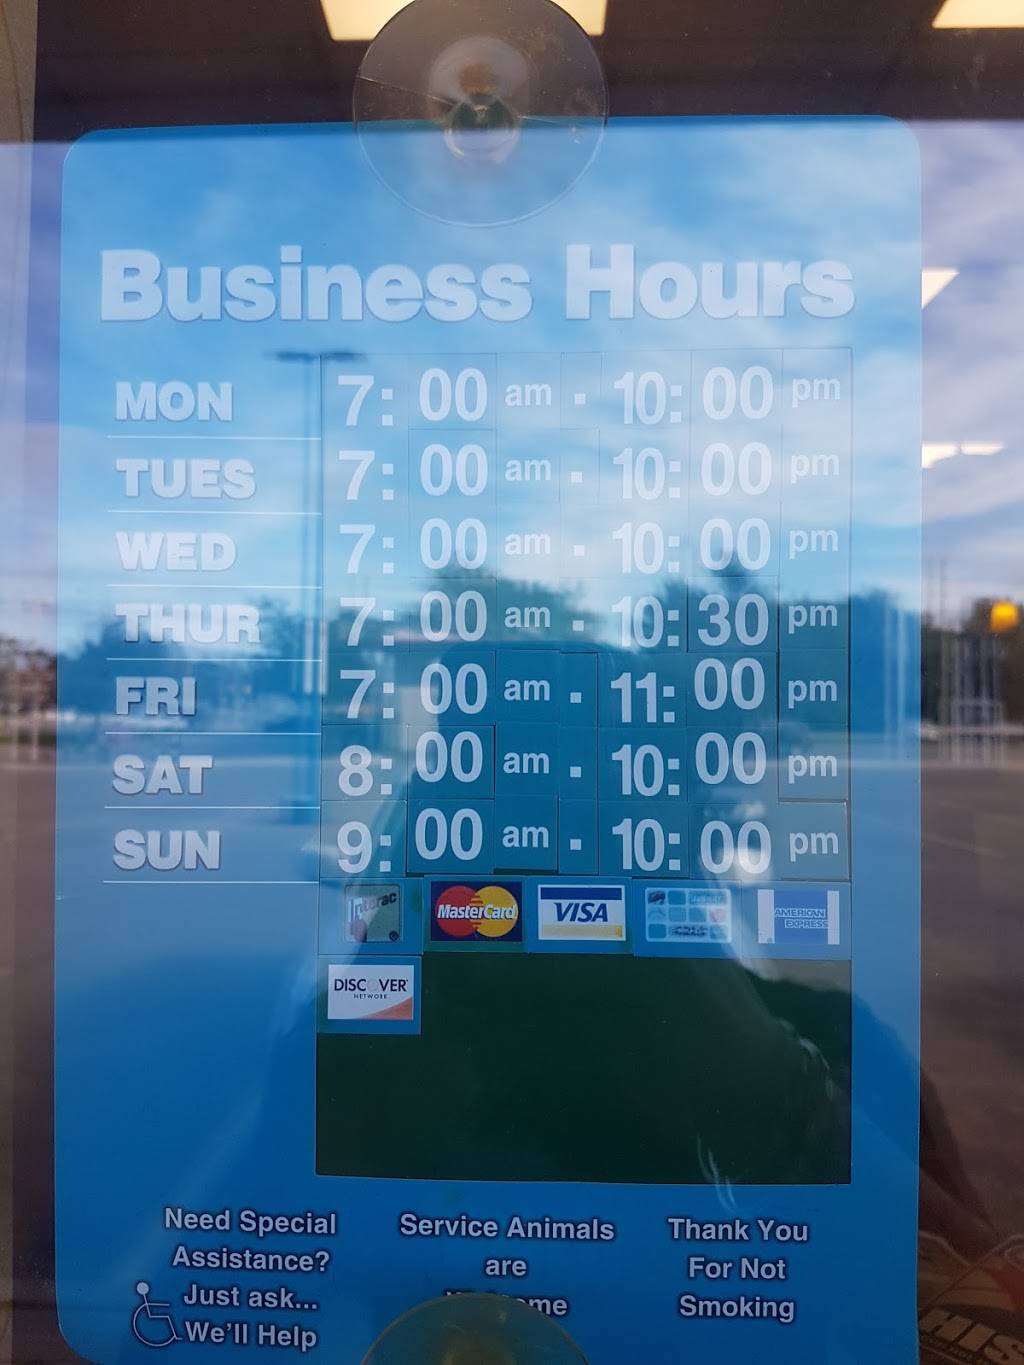 Business Hours
MON 7:00 am - 10:00 pm
TUES 7:00 am - 10:00 pm
WED 7:00 am - 10:00 pm
THUR 7:00 am - 10:30 pm
FRI 7:00 am - 11:00 pm
SAT 8:00 am - 10:00 pm
SUN 9:00 am - 10:00 pm
Interac MasterCard VISA AMERICAN EXPRESS
DISCOVER NETWORK
Need Special
Assistance?
Just ask...
We'll Help
Service Animals
are
Thank You
For Not
Smoking